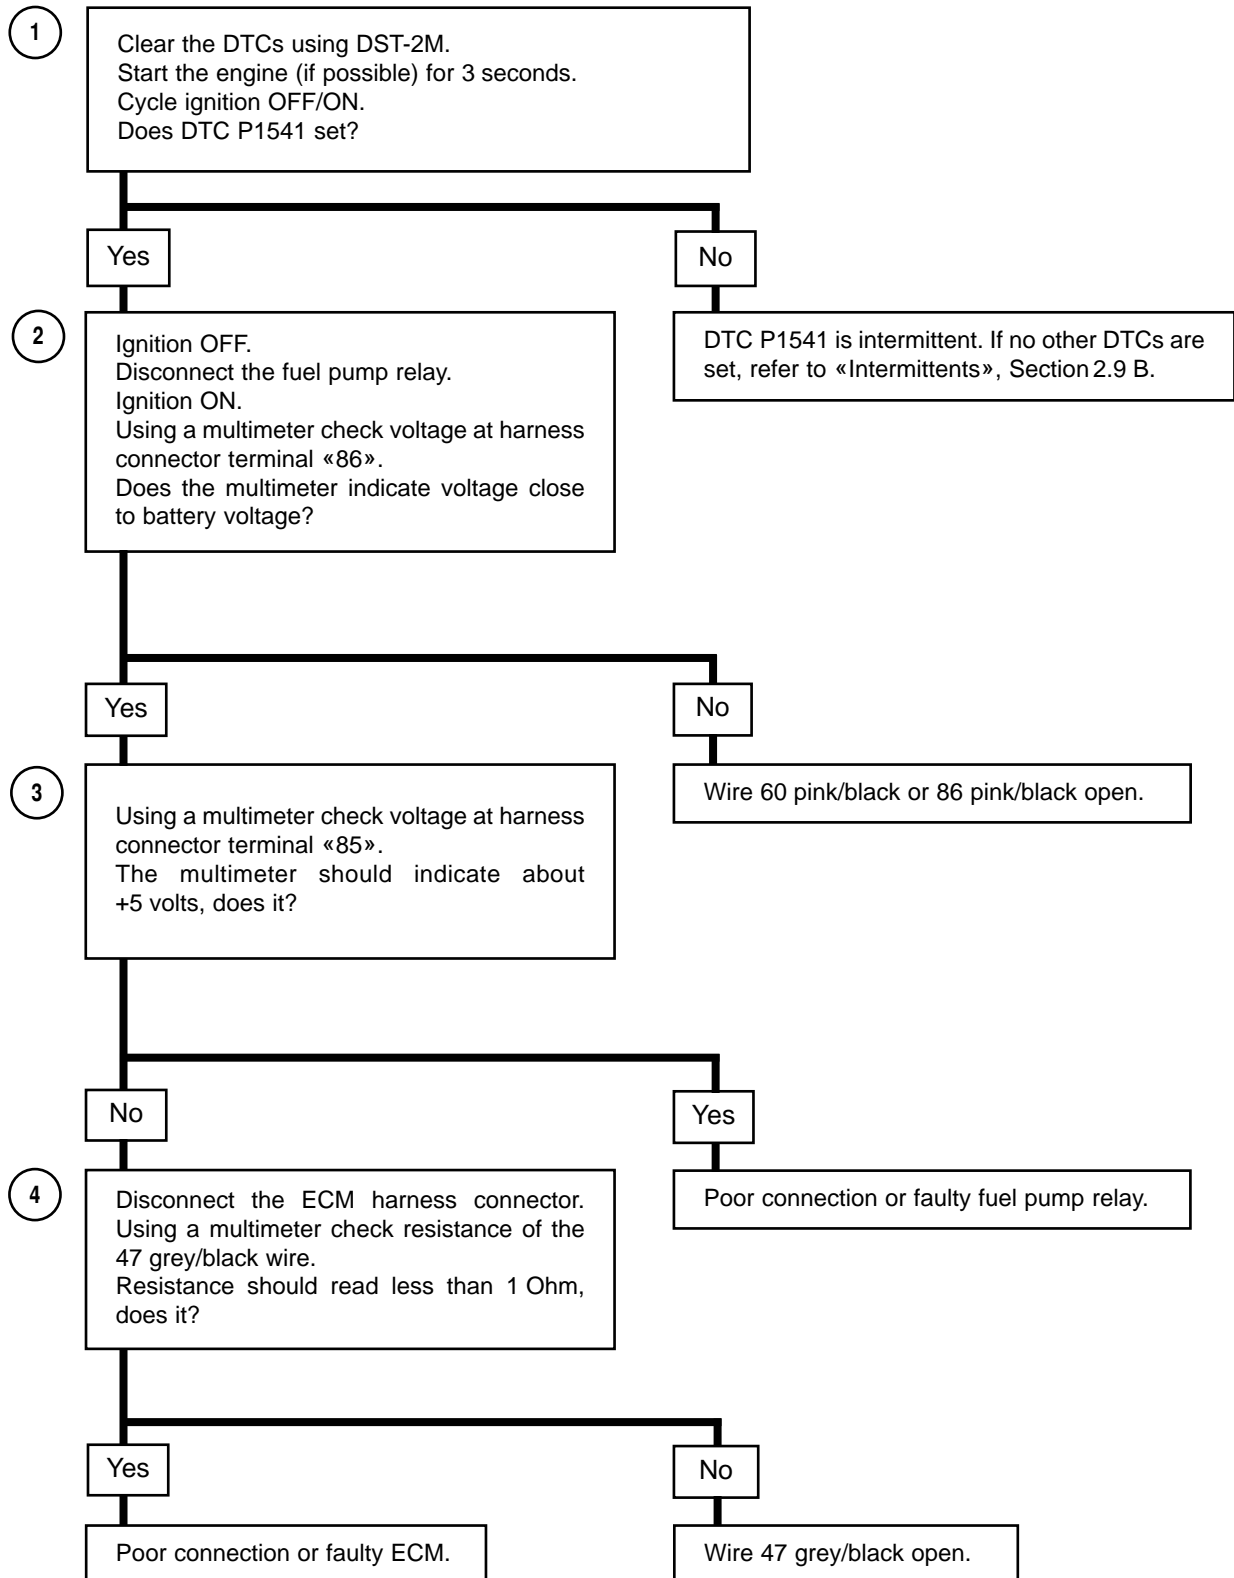 1
Clear the DTCs using DST-2M.
Start the engine (if possible) for 3 seconds.
Cycle ignition OFF/ON.
Does DTC P1541 set?
Yes
No
2
Ignition OFF.
Disconnect the fuel pump relay.
Ignition ON.
Using a multimeter check voltage at harness
connector terminal «86».
Does the multimeter indicate voltage close
to battery voltage?
DTC P1541 is intermittent. If no other DTCs are
set, refer to «Intermittents», Section 2.9 B.
Yes
No
3
Using a multimeter check voltage at harness
connector terminal «85».
The multimeter should indicate about
+5 volts, does it?
Wire 60 pink/black or 86 pink/black open.
No
Yes
4
Disconnect the ECM harness connector.
Using a multimeter check resistance of the
47 grey/black wire.
Resistance should read less than 1 Ohm,
does it?
Poor connection or faulty fuel pump relay.
Yes
No
Poor connection or faulty ECM.
Wire 47 grey/black open.